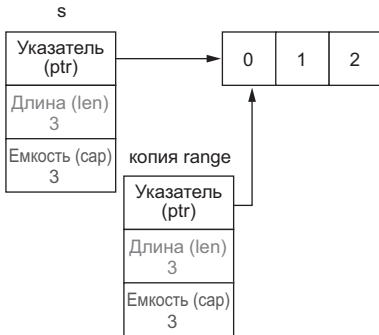 s
Указатель
(ptr)
0 1 2
Длина (len)
3
Емкость (cap)
3
копия range
Указатель
(ptr)
Длина (len)
3
Емкость (cap)
3